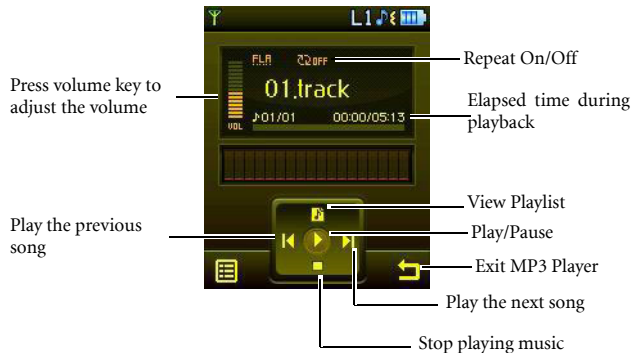 L1
FLA OFF
01.track
VOL
01/01 00:00/05:13
Press volume key to
adjust the volume
Play the previous
song
Repeat On/Off
Elapsed time during
playback
View Playlist
Play/Pause
Exit MP3 Player
Play the next song
Stop playing music